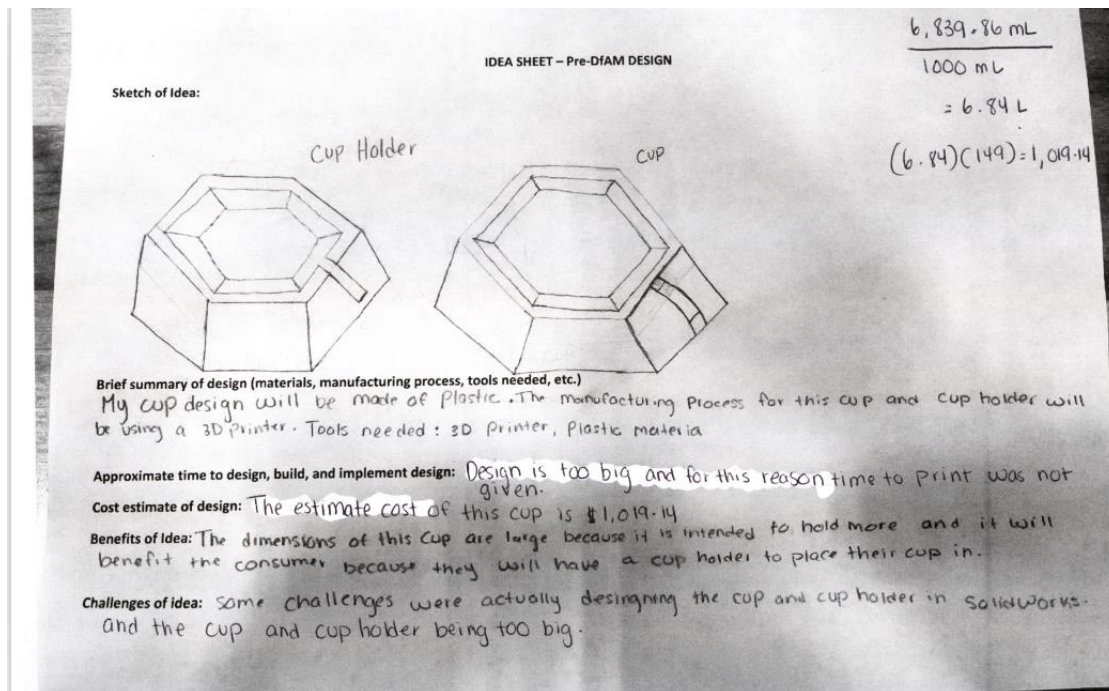 6,839.86 mL
1000 mL
= 6.84 L
(6.84)(149)=1,019.14
IDEA SHEET – Pre-DfAM DESIGN
Sketch of Idea:
Cup Holder
Cup
Brief summary of design (materials, manufacturing process, tools needed, etc.)
My cup design will be made of Plastic. The manufacturing Process for this cup and cup holder will
be using a 3D Printer. Tools needed: 3D Printer, Plastic materia
Approximate time to design, build, and implement design: Design is too big and for this reason time to print was not
given.
Cost estimate of design: The estimate cost of this cup is $1,019.14
Benefits of Idea: The dimensions of this Cup are large because it is intended to hold more and it will
benefit the consumer because they will have a cup holder to place their cup in.
Challenges of idea: Some challenges were actually desingning the cup and cup holder in Solidworks.
and the cup and cup holder being too big.